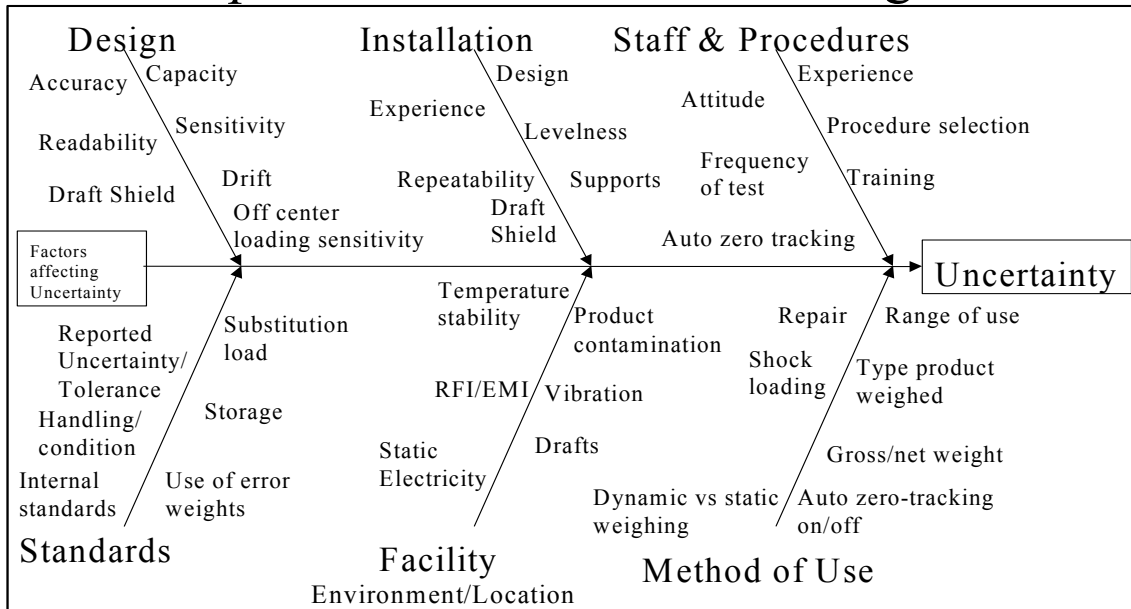 Design
Installation
Staff & Procedures
Accuracy
Capacity
Readability
Sensitivity
Draft Shield
Drift
Off center
loading sensitivity
Design
Experience
Levelness
Repeatability
Supports
Draft
Shield
Experience
Attitude
Procedure selection
Frequency
of test
Training
Auto zero tracking
Factors
affecting
Uncertainty
Uncertainty
Reported
Uncertainty/
Tolerance
Substitution
load
Handling/
condition
Storage
Internal
standards
Use of error
weights
Standards
Temperature
stability
Product
contamination
RFI/EMI
Vibration
Static
Electricity
Drafts
Facility
Environment/Location
Repair
Range of use
Shock
loading
Type product
weighed
Gross/net weight
Dynamic vs static
weighing
Auto zero-tracking
on/off
Method of Use